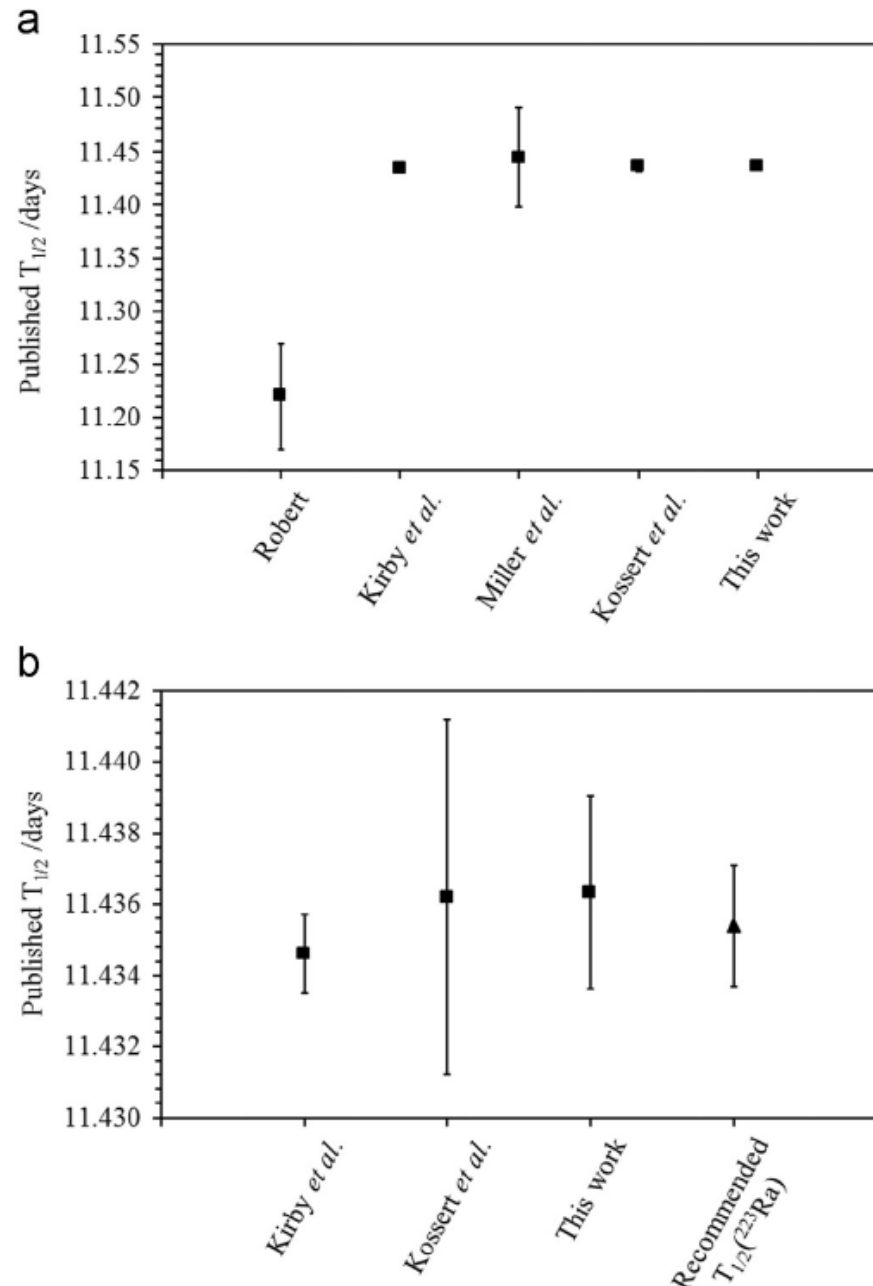 a
11.55
11.50
11.45
11.40
11.35
11.30
11.25
11.20
11.15
Published T1/2 /days
Robert
Kirby et al.
Miller et al.
Kossert et al.
This work
b
11.442
11.440
11.438
11.436
11.434
11.432
11.430
Published T1/2 /days
Kirby et al.
Kossert et al.
This work
Recommended
T1/2(223Ra)